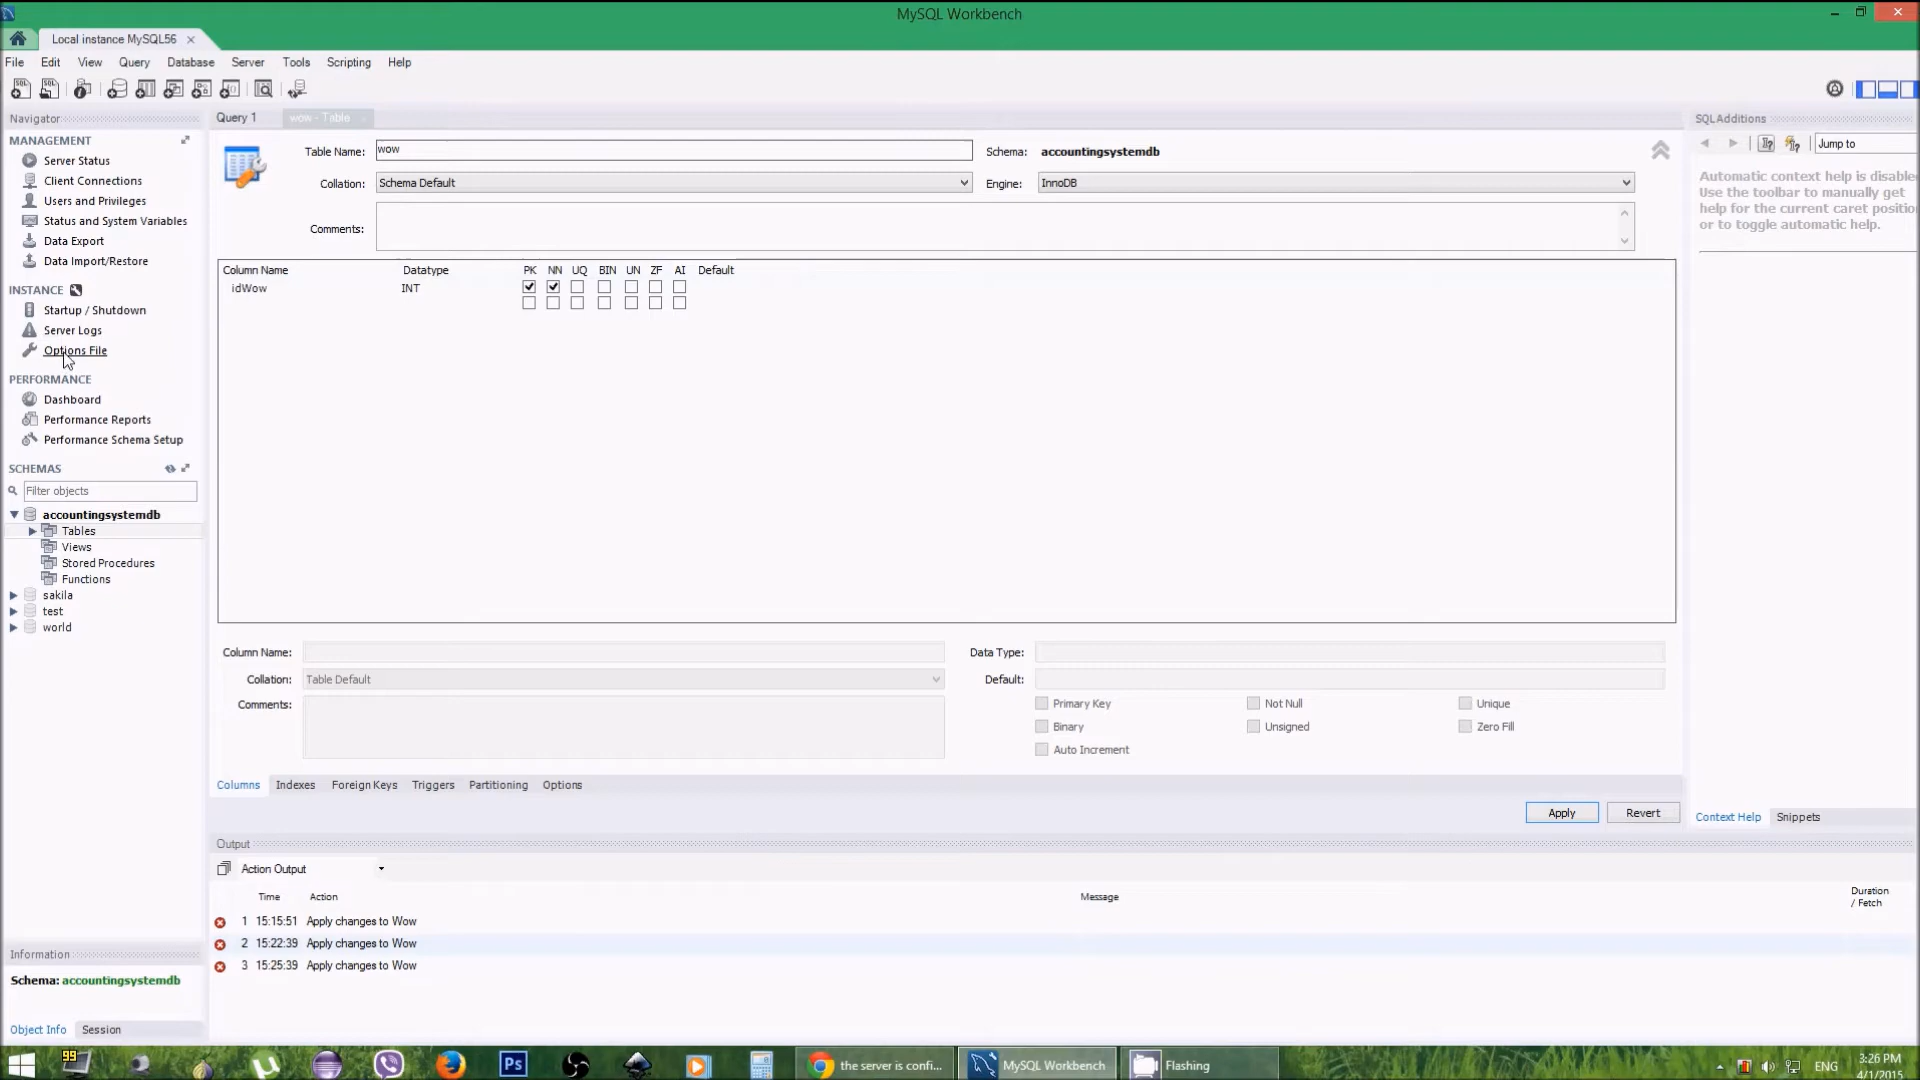 MySQL Workbench
Local instance MySQL56
File Edit View Query Database Server Tools Scripting Help
Navigator
MANAGEMENT
Server Status
Client Connections
Users and Privileges
Status and System Variables
Data Export
Data Import/Restore
INSTANCE
Startup / Shutdown
Server Logs
Options File
PERFORMANCE
Dashboard
Performance Reports
Performance Schema Setup
SCHEMAS
Filter objects
accountingsystemdb
Tables
Views
Stored Procedures
Functions
sakila
test
world
Information
Schema: accountingsystemdb
Object Info Session
Query 1 wow - Table
Table Name: wow Schema: accountingsystemdb
Collation: Schema Default Engine: InnoDB
Comments:
Column Name Datatype PK NN UQ BIN UN ZF AI Default
idWow INT
Column Name: Data Type:
Collation: Table Default Default:
Comments: Primary Key Not Null Unique
Binary Unsigned Zero Fill
Auto Increment
Columns Indexes Foreign Keys Triggers Partitioning Options
Apply Revert
Output
Action Output
Time Action Message Duration / Fetch
1 15:15:51 Apply changes to Wow
2 15:22:39 Apply changes to Wow
3 15:25:39 Apply changes to Wow
SQLAdditions
Jump to
Automatic context help is disable
Use the toolbar to manually get
help for the current caret positio
or to toggle automatic help.
Context Help Snippets
99 Ps the server is confi... MySQL Workbench Flashing ENG
3:26 PM
4/1/2015